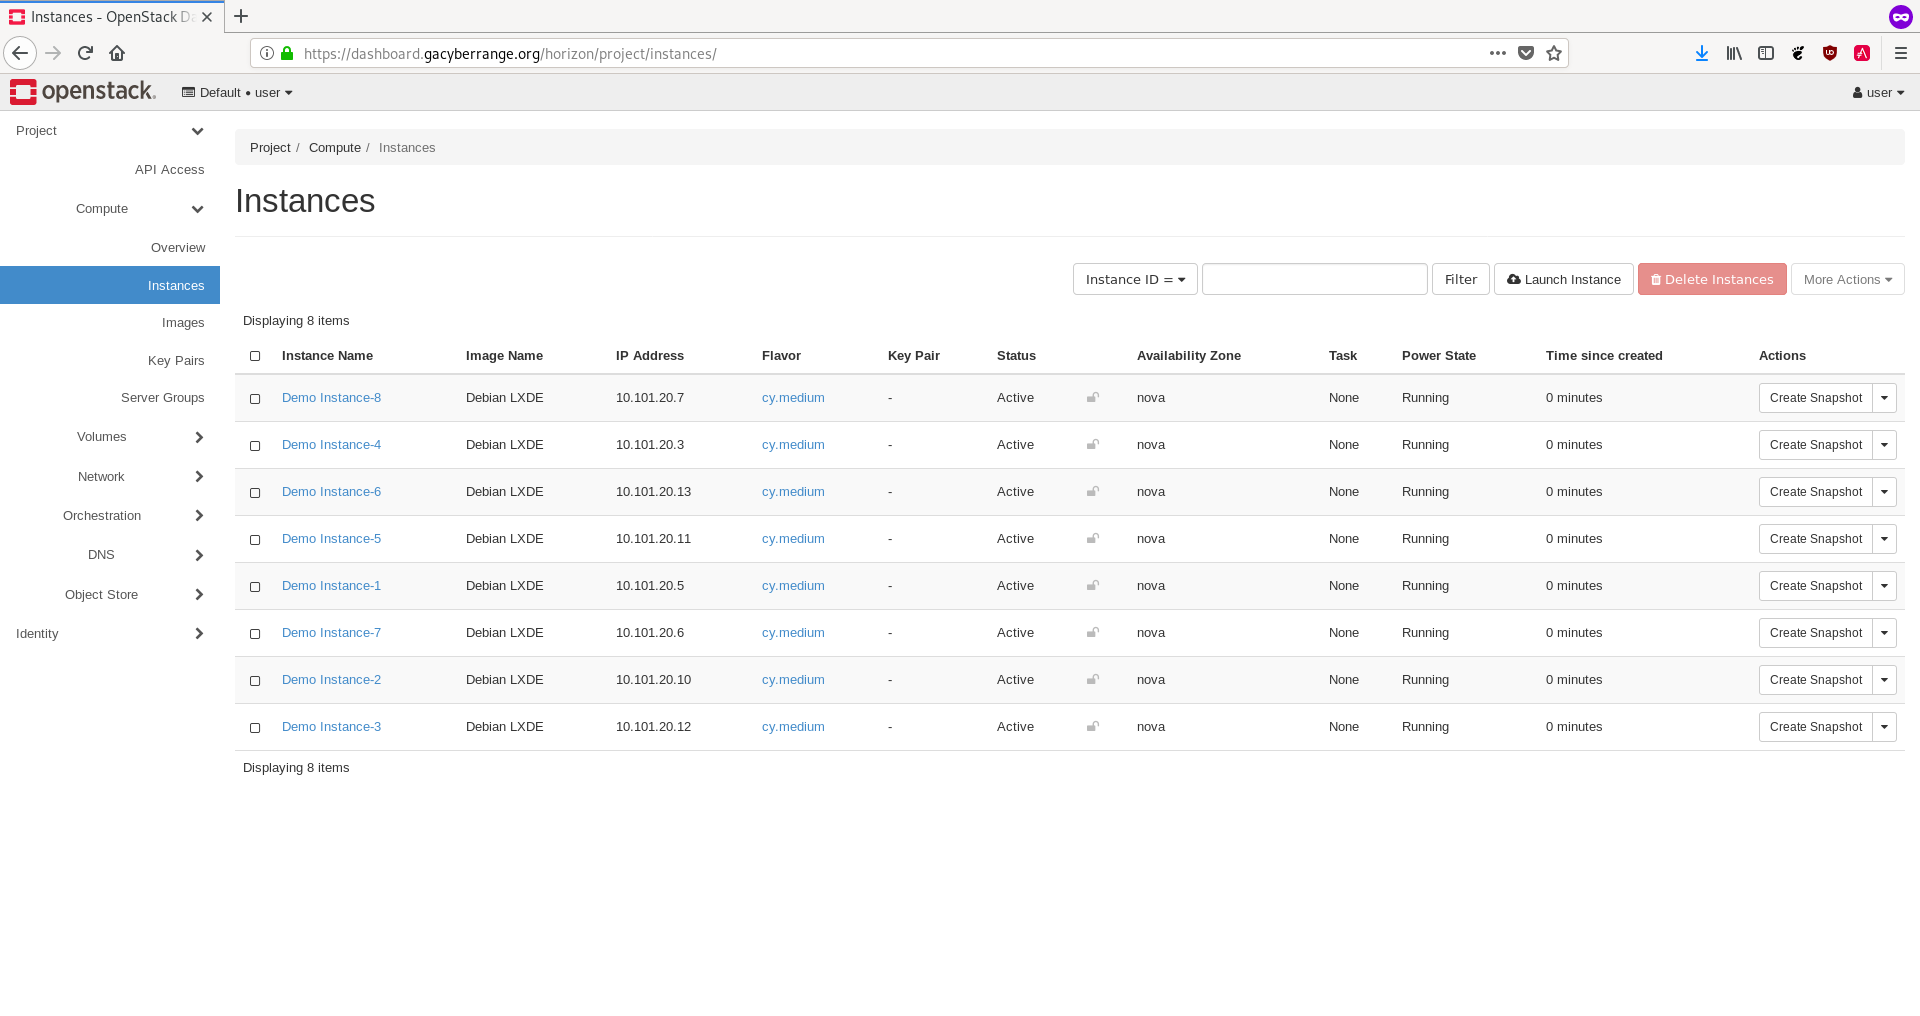 Instances - OpenStack Da
https://dashboard.gacyberrange.org/horizon/project/instances/
openstack.
Default • user
user
Project
API Access
Compute
Overview
Instances
Images
Key Pairs
Server Groups
Volumes
Network
Orchestration
DNS
Object Store
Identity
Project / Compute / Instances
Instances
Instance ID = Filter Launch Instance Delete Instances More Actions
Displaying 8 items
Instance Name Image Name IP Address Flavor Key Pair Status Availability Zone Task Power State Time since created Actions
Demo Instance-8 Debian LXDE 10.101.20.7 cy.medium - Active nova None Running 0 minutes Create Snapshot
Demo Instance-4 Debian LXDE 10.101.20.3 cy.medium - Active nova None Running 0 minutes Create Snapshot
Demo Instance-6 Debian LXDE 10.101.20.13 cy.medium - Active nova None Running 0 minutes Create Snapshot
Demo Instance-5 Debian LXDE 10.101.20.11 cy.medium - Active nova None Running 0 minutes Create Snapshot
Demo Instance-1 Debian LXDE 10.101.20.5 cy.medium - Active nova None Running 0 minutes Create Snapshot
Demo Instance-7 Debian LXDE 10.101.20.6 cy.medium - Active nova None Running 0 minutes Create Snapshot
Demo Instance-2 Debian LXDE 10.101.20.10 cy.medium - Active nova None Running 0 minutes Create Snapshot
Demo Instance-3 Debian LXDE 10.101.20.12 cy.medium - Active nova None Running 0 minutes Create Snapshot
Displaying 8 items